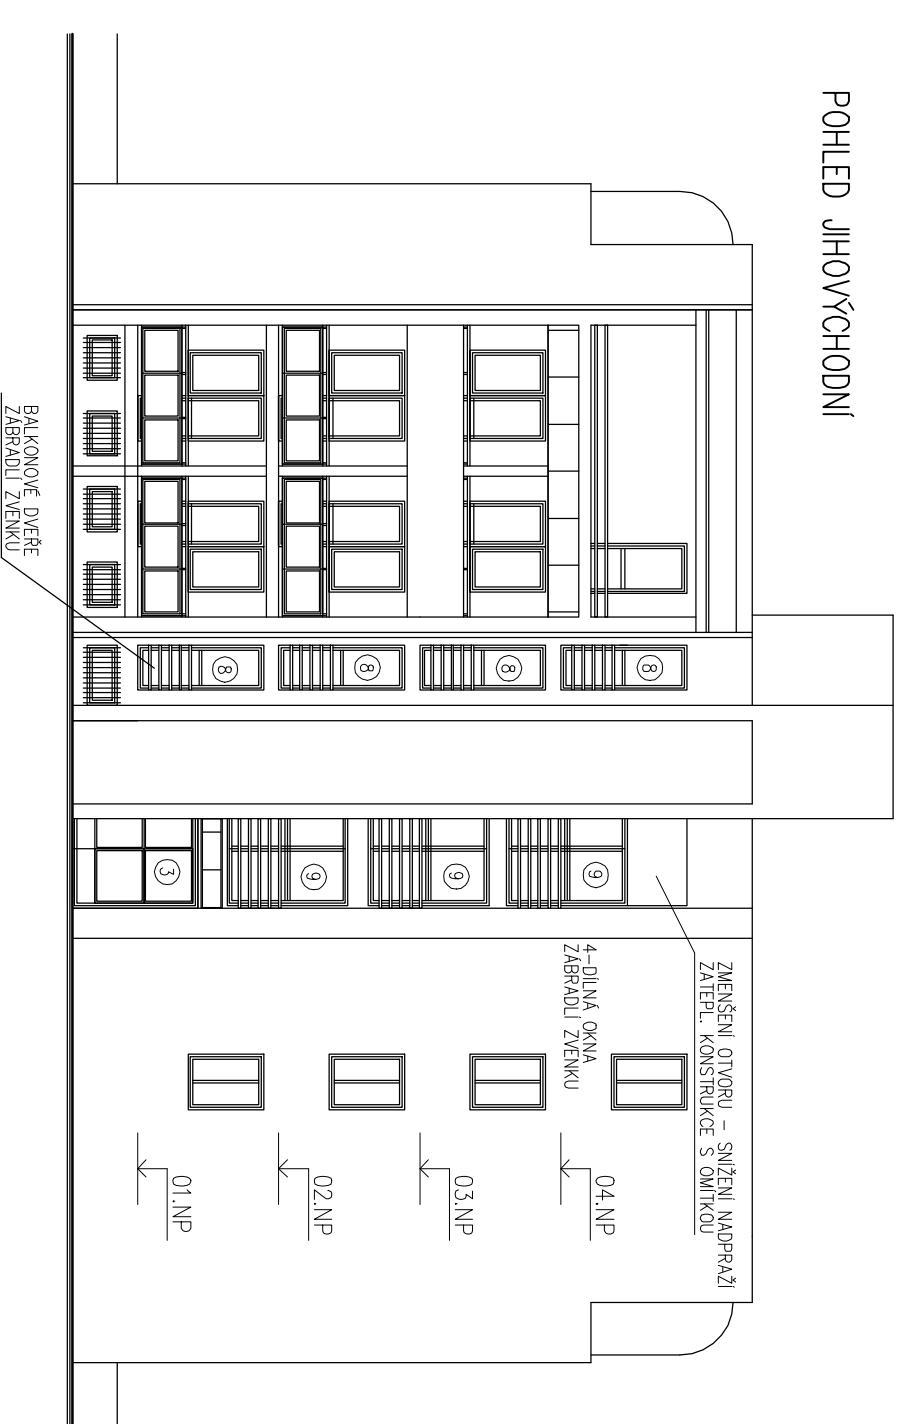 POHLED JIHOVÝCHODNÍ
ZMENŠENÍ OTVORU – SNÍŽENÍ NADPRAŽÍ
ZATEPL. KONSTRUKCE S OMÍTKOU
4-DÍLNÁ OKNA
ZÁBRADLÍ ZVENKU
04.NP
03.NP
02.NP
01.NP
8
8
8
8
9
9
9
3
BALKONOVÉ DVEŘE
ZÁBRADLÍ ZVENKU